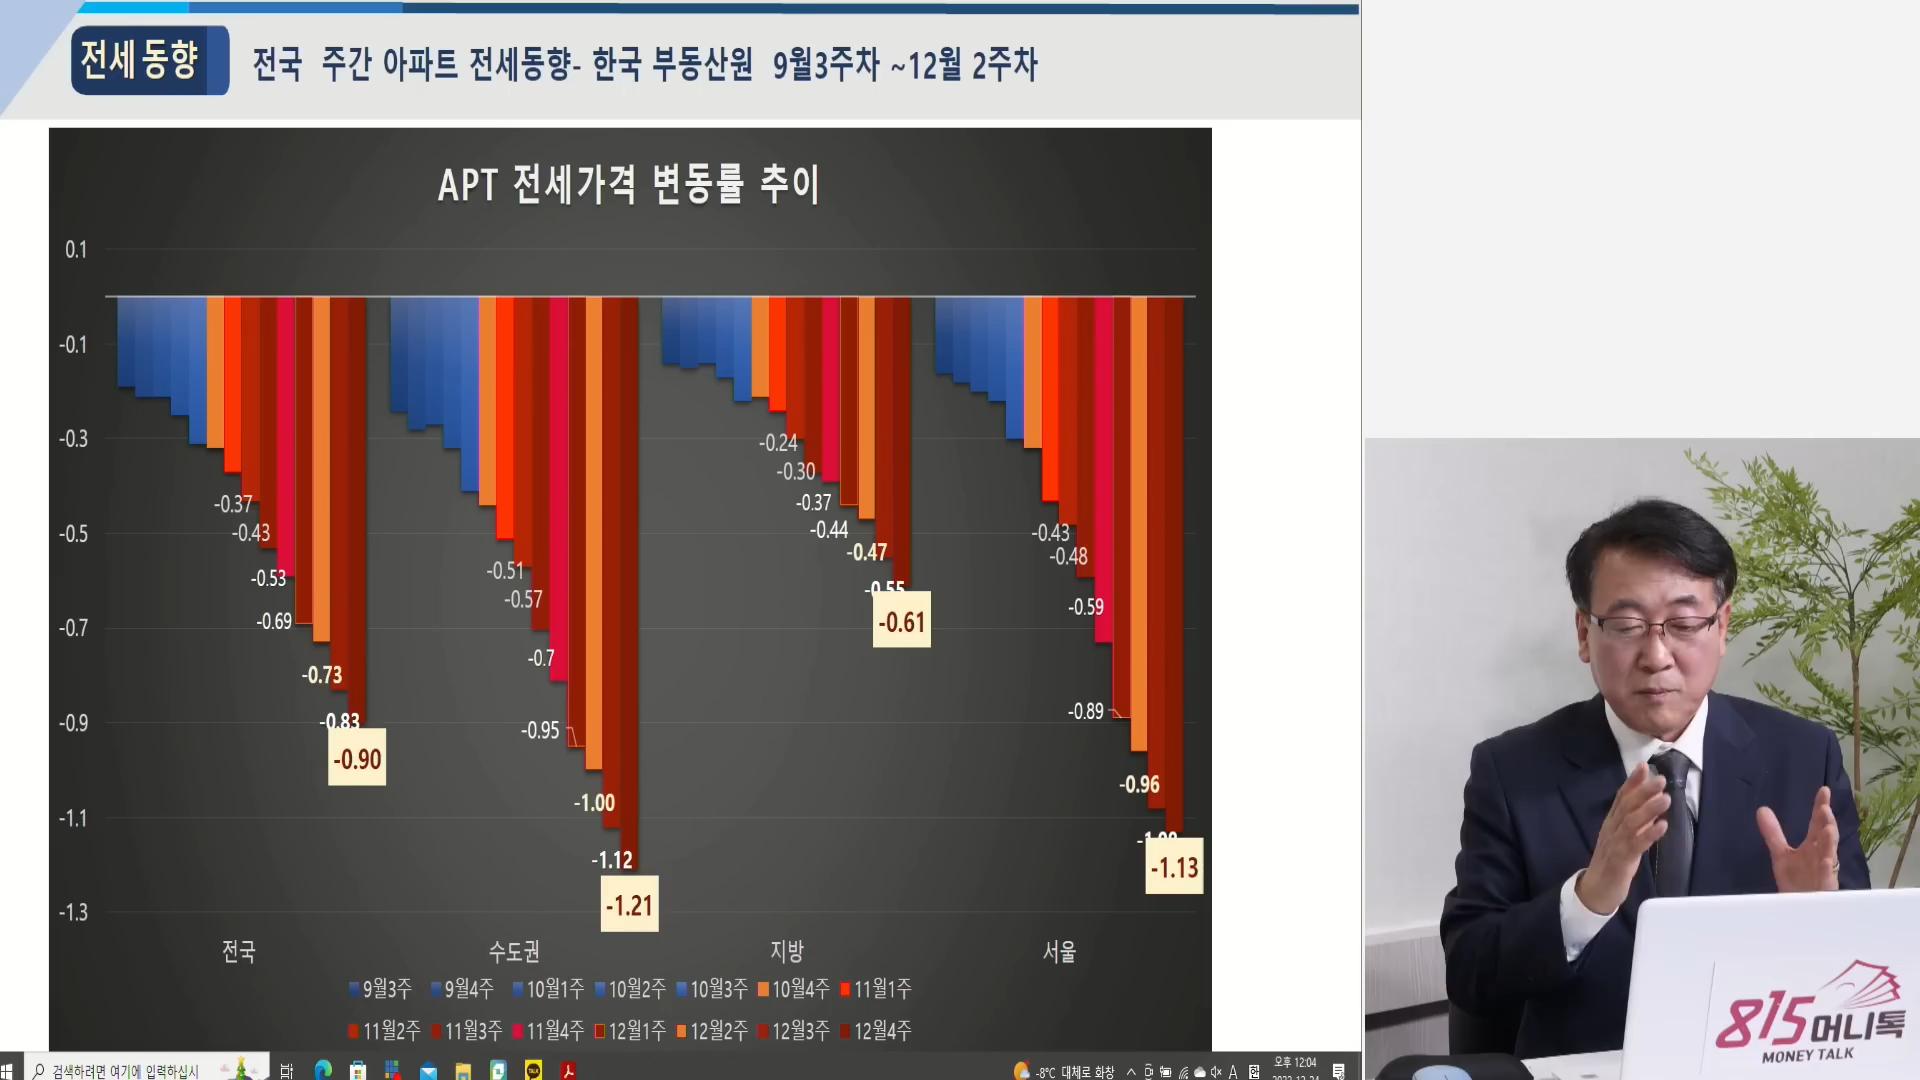 전세 동향
전국 주간 아파트 전세동향- 한국 부동산원 9월3주차 ~12월 2주차
APT 전세가격 변동률 추이
0.1
-0.1
-0.3
-0.5
-0.7
-0.9
-1.1
-1.3
-0.37
-0.43
-0.53
-0.69
-0.73
-0.83
-0.90
-0.51
-0.57
-0.7
-0.95
-1.00
-1.12
-1.21
-0.24
-0.30
-0.37
-0.44
-0.47
-0.55
-0.61
-0.43
-0.48
-0.59
-0.89
-0.96
-1.13
전국 수도권 지방 서울
9월3주 9월4주 10월1주 10월2주 10월3주 10월4주 11월1주
11월2주 11월3주 11월4주 12월1주 12월2주 12월3주 12월4주
검색하려면 여기에 입력하십시
TALK
-8°C 대체로 화창
A
오후 12:04
815머니톡
MONEY TALK